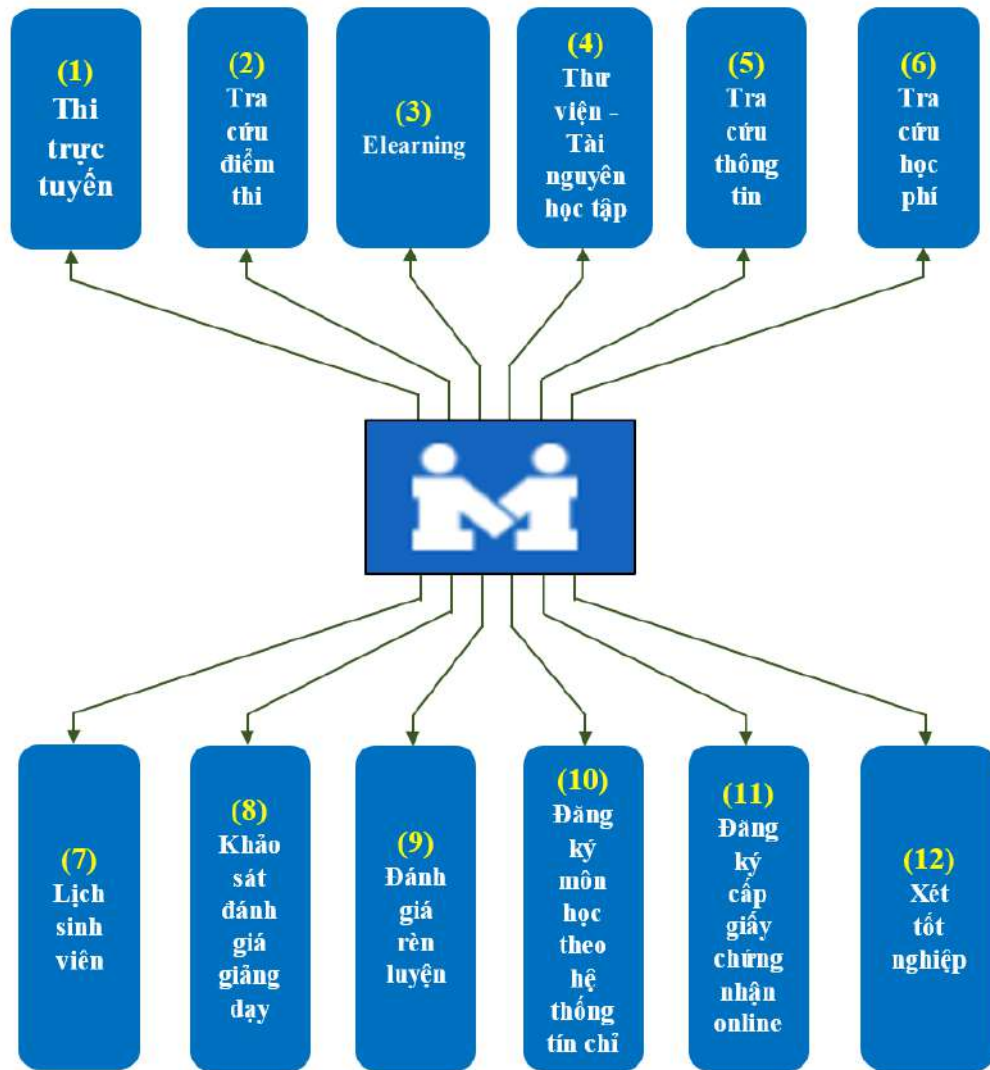 (1)
Thi
trực
tuyến
(2)
Tra
cứu
điểm
thi
(3)
Elearning
(4)
Thư
viện -
Tài
nguyên
học tập
(5)
Tra
cứu
thông
tin
(6)
Tra
cứu
học
phí
(7)
Lịch
sinh
viên
(8)
Khảo
sát
đánh
giá
giảng
dạy
(9)
Đánh
giá
rèn
luyện
(10)
Đăng
ký
môn
học
theo
hệ
thống
tín chỉ
(11)
Đăng
ký
cấp
giấy
chứng
nhận
online
(12)
Xét
tốt
nghiệp